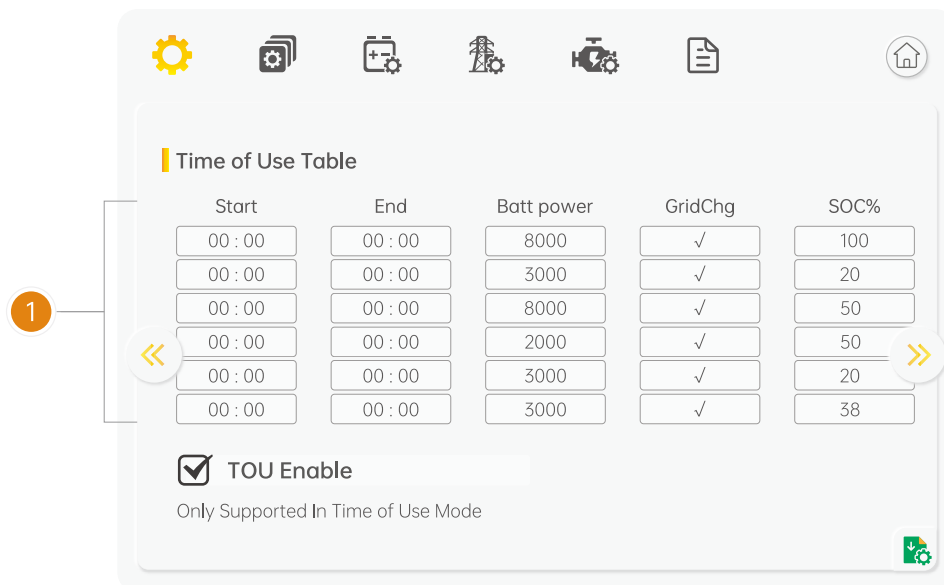 Time of Use Table
Start End Batt power GridChg SOC%
00 : 00 00 : 00 8000 √ 100
00 : 00 00 : 00 3000 √ 20
00 : 00 00 : 00 8000 √ 50
1
00 : 00 00 : 00 2000 √ 50
00 : 00 00 : 00 3000 √ 20
00 : 00 00 : 00 3000 √ 38
TOU Enable
Only Supported In Time of Use Mode